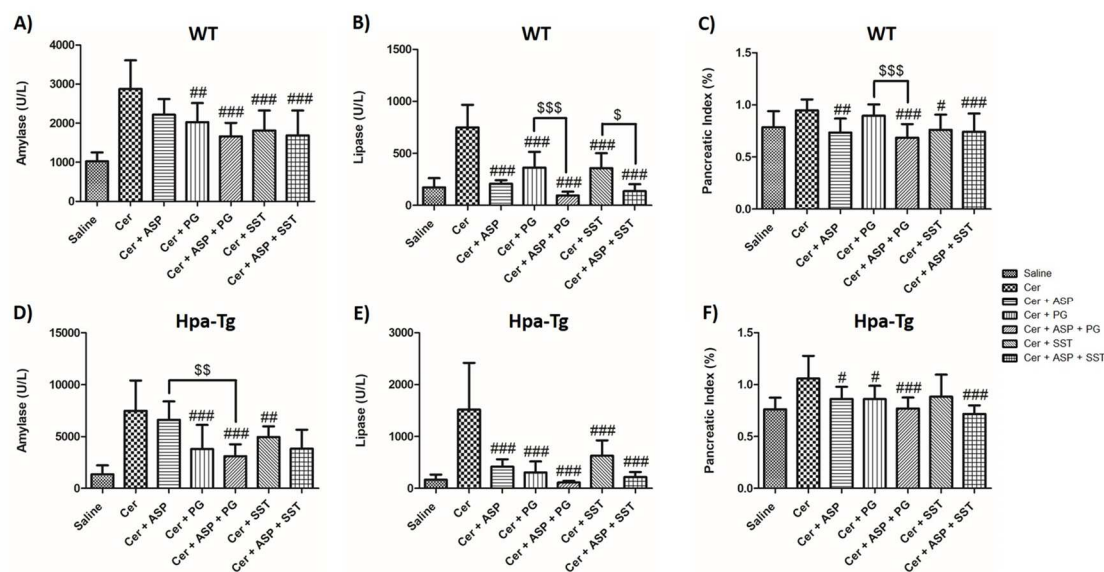 A)
WT
Amylase (U/L)
4000
3000
2000
1000
0
##
###
###
###
Saline
Cer
Cer + ASP
Cer + PG
Cer + ASP + PG
Cer + SST
Cer + ASP + SST
B)
WT
Lipase (U/L)
1500
1000
500
0
$$$
$
###
###
###
###
###
Saline
Cer
Cer + ASP
Cer + PG
Cer + ASP + PG
Cer + SST
Cer + ASP + SST
C)
WT
Pancreatic Index (%)
1.5
1.0
0.5
0.0
$$$
##
###
#
###
Saline
Cer
Cer + ASP
Cer + PG
Cer + ASP + PG
Cer + SST
Cer + ASP + SST
Saline
Cer
Cer + ASP
Cer + PG
Cer + ASP + PG
Cer + SST
Cer + ASP + SST
D)
Hpa-Tg
Amylase (U/L)
15000
10000
5000
0
$$
###
###
##
Saline
Cer
Cer + ASP
Cer + PG
Cer + ASP + PG
Cer + SST
Cer + ASP + SST
E)
Hpa-Tg
Lipase (U/L)
3000
2000
1000
0
###
###
###
###
###
Saline
Cer
Cer + ASP
Cer + PG
Cer + ASP + PG
Cer + SST
Cer + ASP + SST
F)
Hpa-Tg
Pancreatic Index (%)
1.5
1.0
0.5
0.0
#
#
###
###
Saline
Cer
Cer + ASP
Cer + PG
Cer + ASP + PG
Cer + SST
Cer + ASP + SST